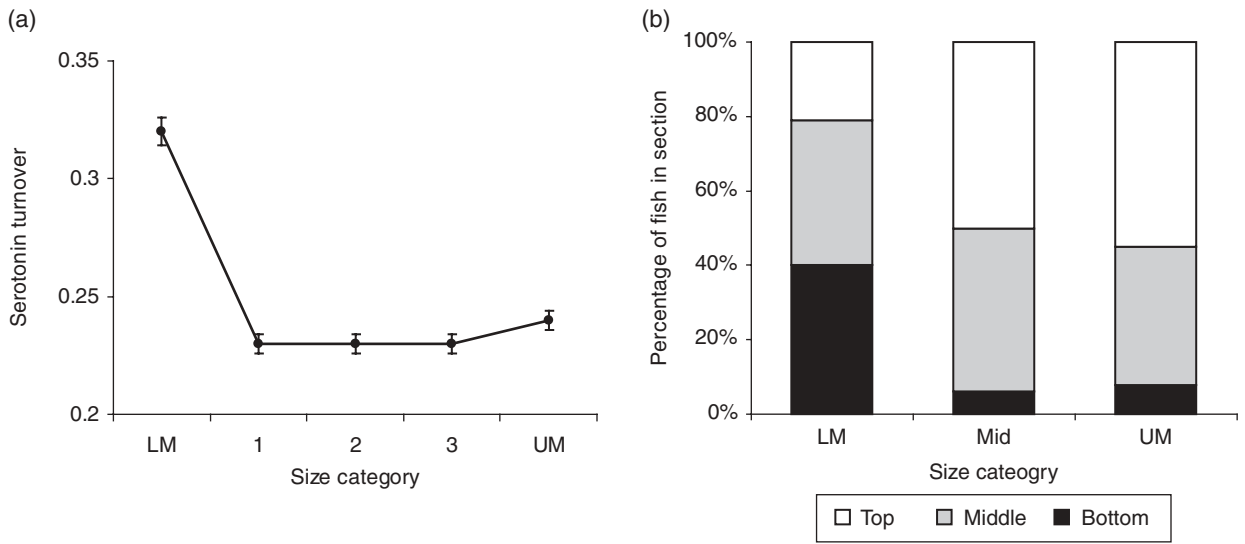 (a)
0.35
0.3
0.25
0.2
Serotonin turnover
LM 1 2 3 UM
Size category
(b)
100%
80%
60%
40%
20%
0%
Percentage of fish in section
LM Mid UM
Size cateogry
Top Middle Bottom